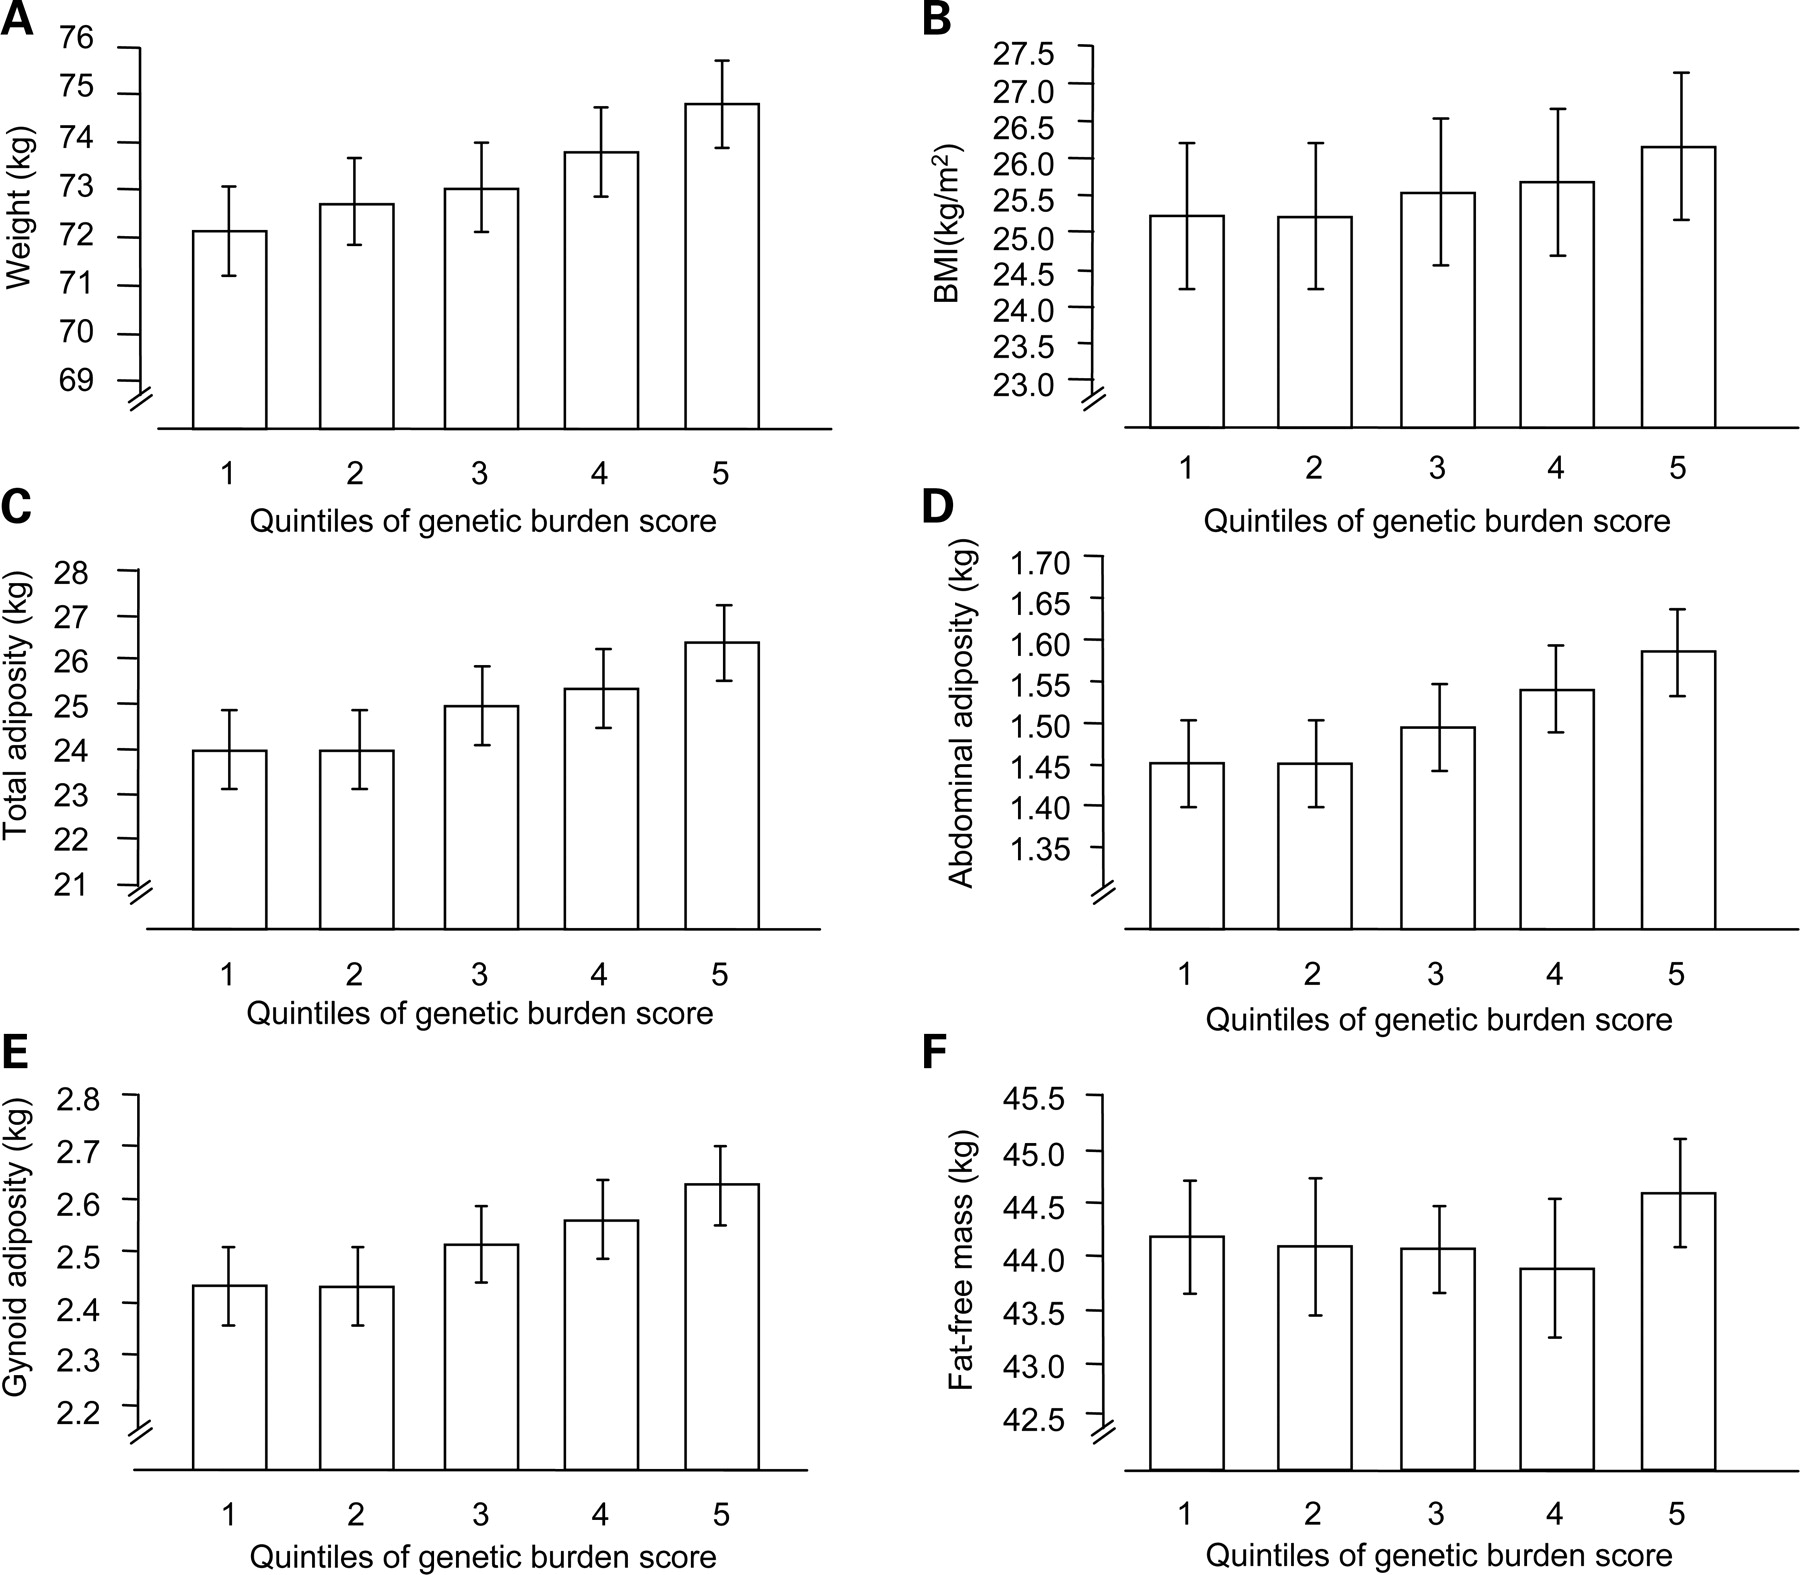 A
76
75
74
73
72
71
70
69
Weight (kg)
1 2 3 4 5
Quintiles of genetic burden score
B
27.5
27.0
26.5
26.0
25.5
25.0
24.5
24.0
23.5
23.0
BMI(kg/m²)
1 2 3 4 5
Quintiles of genetic burden score
C
28
27
26
25
24
23
22
21
Total adiposity (kg)
1 2 3 4 5
Quintiles of genetic burden score
D
1.70
1.65
1.60
1.55
1.50
1.45
1.40
1.35
Abdominal adiposity (kg)
1 2 3 4 5
Quintiles of genetic burden score
E
2.8
2.7
2.6
2.5
2.4
2.3
2.2
Gynoid adiposity (kg)
1 2 3 4 5
Quintiles of genetic burden score
F
45.5
45.0
44.5
44.0
43.5
43.0
42.5
Fat-free mass (kg)
1 2 3 4 5
Quintiles of genetic burden score